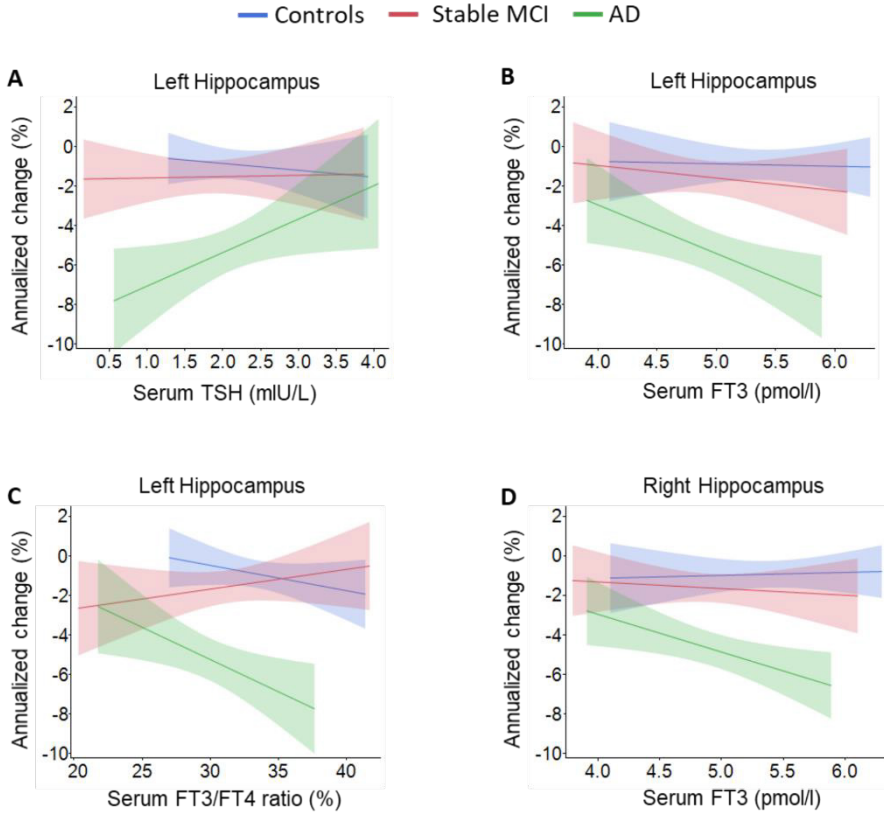 Controls Stable MCI AD
A
Left Hippocampus
Annualized change (%)
2
0
-2
-4
-6
-8
-10
0.5 1.0 1.5 2.0 2.5 3.0 3.5 4.0
Serum TSH (mIU/L)
B
Left Hippocampus
Annualized change (%)
2
0
-2
-4
-6
-8
-10
4.0 4.5 5.0 5.5 6.0
Serum FT3 (pmol/l)
C
Left Hippocampus
Annualized change (%)
2
0
-2
-4
-6
-8
-10
20 25 30 35 40
Serum FT3/FT4 ratio (%)
D
Right Hippocampus
Annualized change (%)
2
0
-2
-4
-6
-8
-10
4.0 4.5 5.0 5.5 6.0
Serum FT3 (pmol/l)